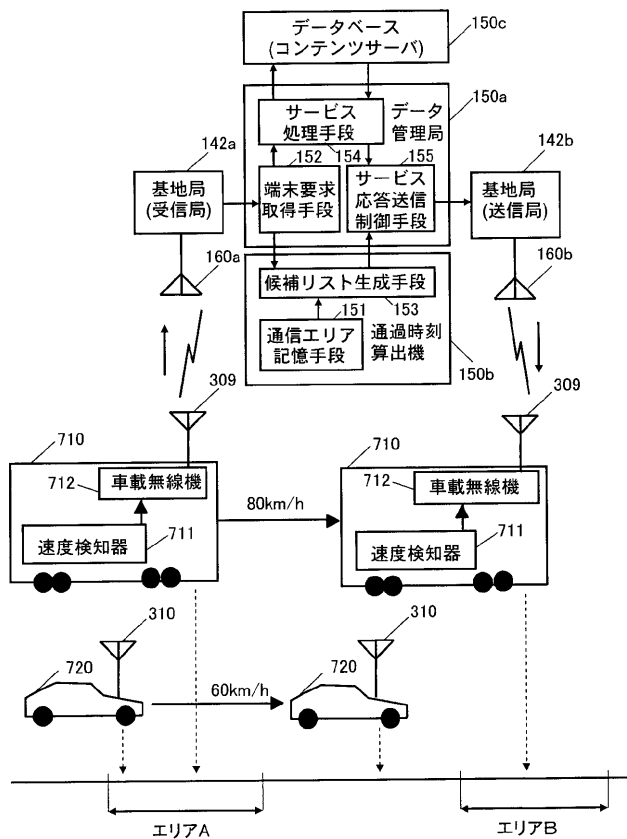 データベース
(コンテンツサーバ)
150c
150a
サービス
処理手段
データ
管理局
142a
152
154
155
142b
基地局
(受信局)
端末要求
取得手段
サービス
応答送信
制御手段
基地局
(送信局)
160a
候補リスト生成手段
160b
151
153
通信エリア
記憶手段
通過時刻
算出機
150b
309
309
710
710
712
車載無線機
712
車載無線機
80km/h
速度検知器
711
速度検知器
711
310
310
720
60km/h
720
エリアA
エリアB